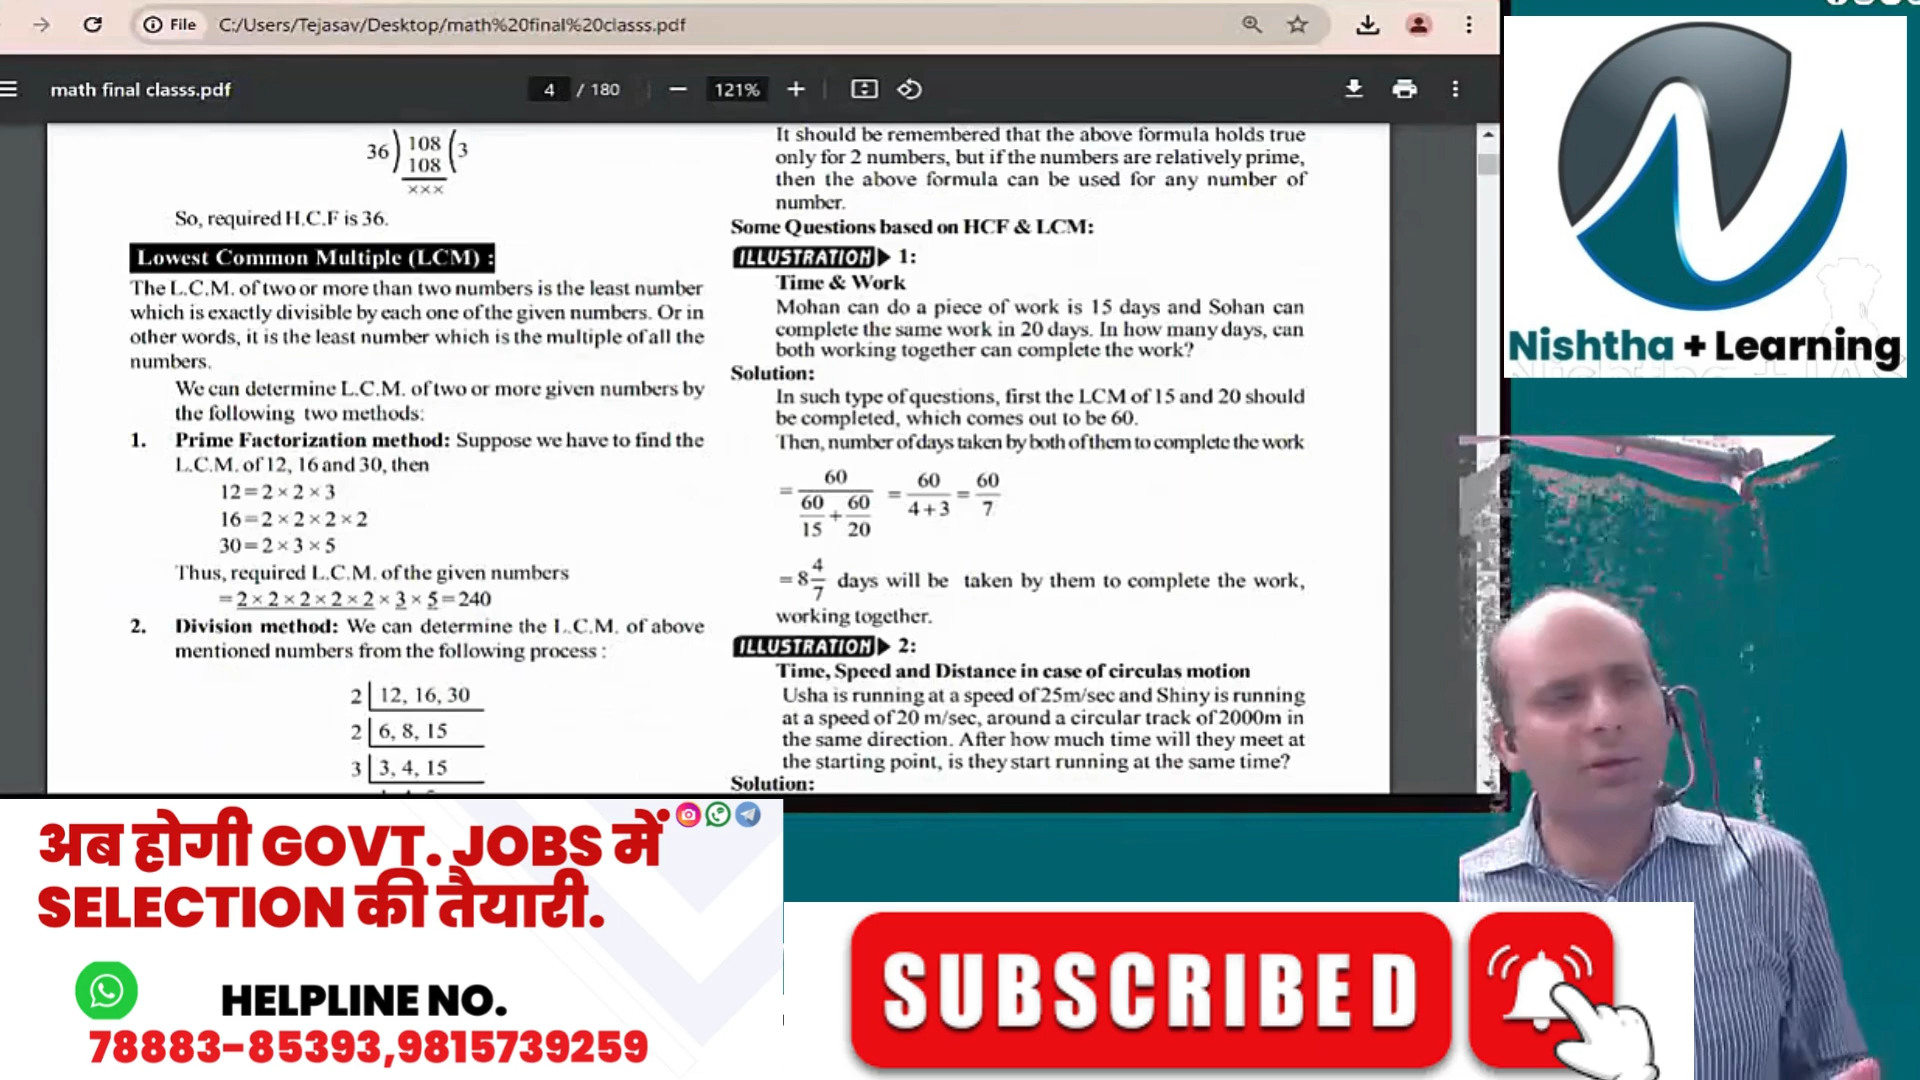 File C:/Users/Tejasav/Desktop/math%20final%20classs.pdf
math final classs.pdf 4 / 180 121%
36 ) 108 ( 3
108
×××
So, required H.C.F is 36.
Lowest Common Multiple (LCM) :
The L.C.M. of two or more than two numbers is the least number
which is exactly divisible by each one of the given numbers. Or in
other words, it is the least number which is the multiple of all the
numbers.
We can determine L.C.M. of two or more given numbers by
the following two methods:
1. Prime Factorization method: Suppose we have to find the
L.C.M. of 12, 16 and 30, then
12 = 2 × 2 × 3
16 = 2 × 2 × 2 × 2
30 = 2 × 3 × 5
Thus, required L.C.M. of the given numbers
= 2 × 2 × 2 × 2 × 2 × 3 × 5 = 240
2. Division method: We can determine the L.C.M. of above
mentioned numbers from the following process :
2 | 12, 16, 30
2 | 6, 8, 15
3 | 3, 4, 15
It should be remembered that the above formula holds true
only for 2 numbers, but if the numbers are relatively prime,
then the above formula can be used for any number of
number.
Some Questions based on HCF & LCM:
ILLUSTRATION 1:
Time & Work
Mohan can do a piece of work is 15 days and Sohan can
complete the same work in 20 days. In how many days, can
both working together can complete the work?
Solution:
In such type of questions, first the LCM of 15 and 20 should
be completed, which comes out to be 60.
Then, number of days taken by both of them to complete the work
= 60 / (60/15 + 60/20) = 60 / (4 + 3) = 60/7
= 8 4/7 days will be taken by them to complete the work,
working together.
ILLUSTRATION 2:
Time, Speed and Distance in case of circulas motion
Usha is running at a speed of 25m/sec and Shiny is running
at a speed of 20 m/sec, around a circular track of 2000m in
the same direction. After how much time will they meet at
the starting point, is they start running at the same time?
Solution:
Nishtha + Learning
अब होगी GOVT. JOBS में
SELECTION की तैयारी.
HELPLINE NO.
78883-85393,9815739259
SUBSCRIBED